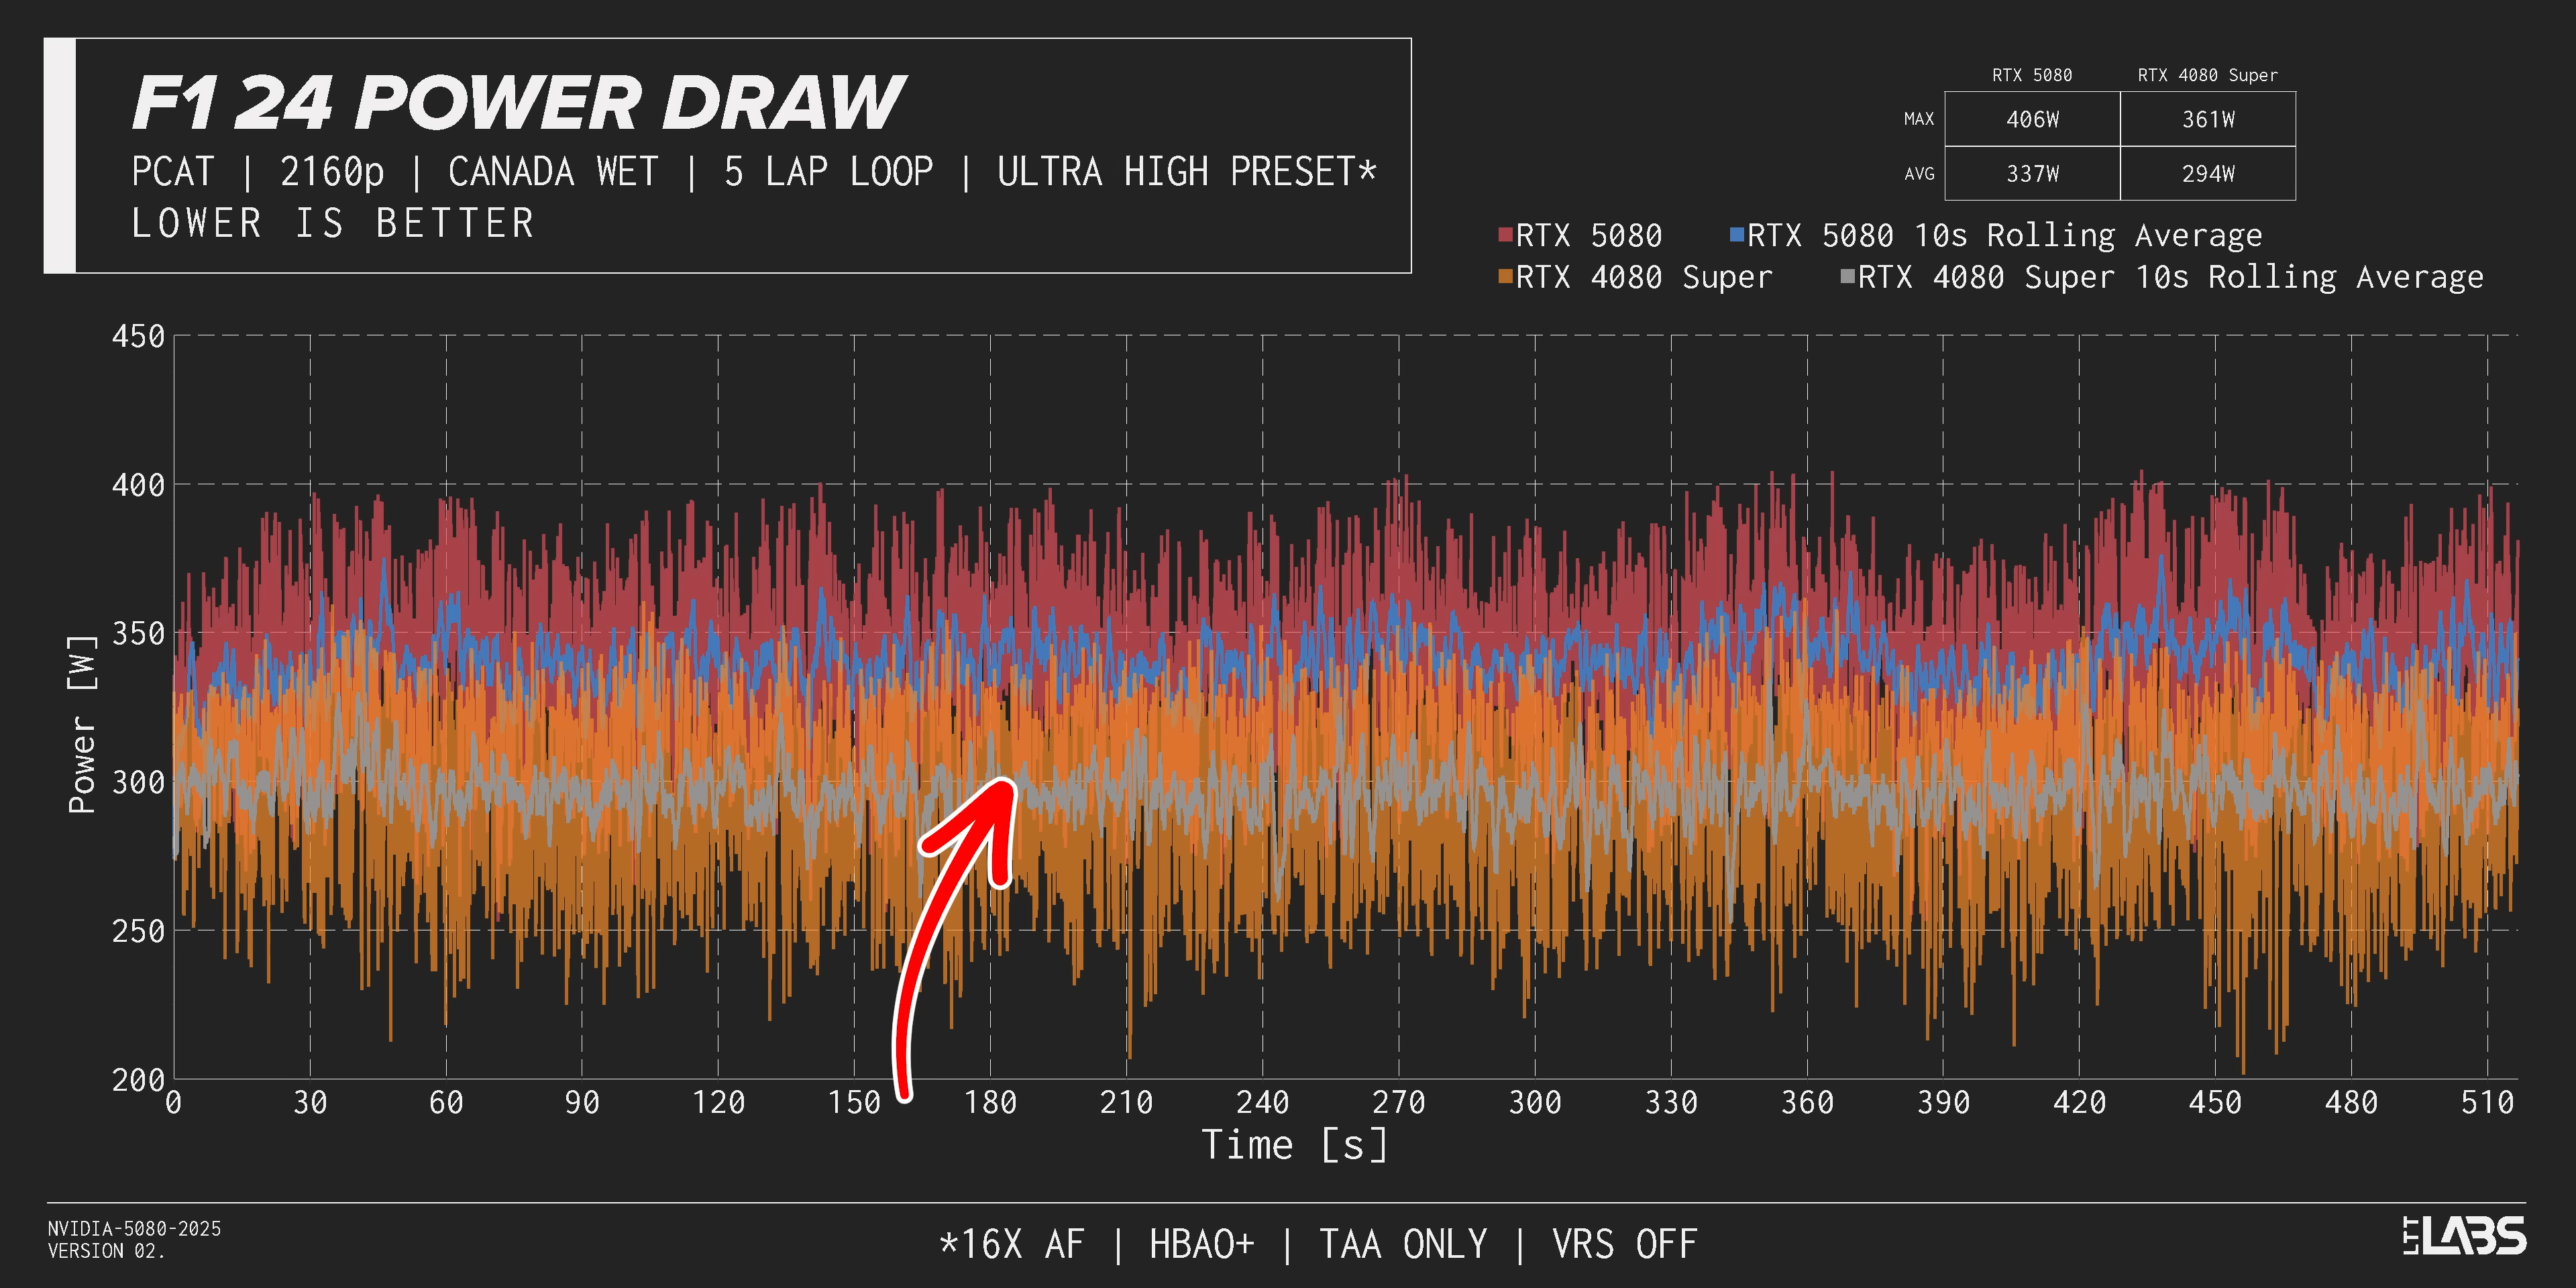 F1 24 POWER DRAW
PCAT | 2160p | CANADA WET | 5 LAP LOOP | ULTRA HIGH PRESET*
LOWER IS BETTER
RTX 5080 RTX 4080 Super
MAX 406W 361W
AVG 337W 294W
RTX 5080 RTX 5080 10s Rolling Average
RTX 4080 Super RTX 4080 Super 10s Rolling Average
450
400
350
300
250
200
Power [W]
0 30 60 90 120 150 180 210 240 270 300 330 360 390 420 450 480 510
Time [s]
NVIDIA-5080-2025
VERSION 02.
*16X AF | HBAO+ | TAA ONLY | VRS OFF
LTT LABS